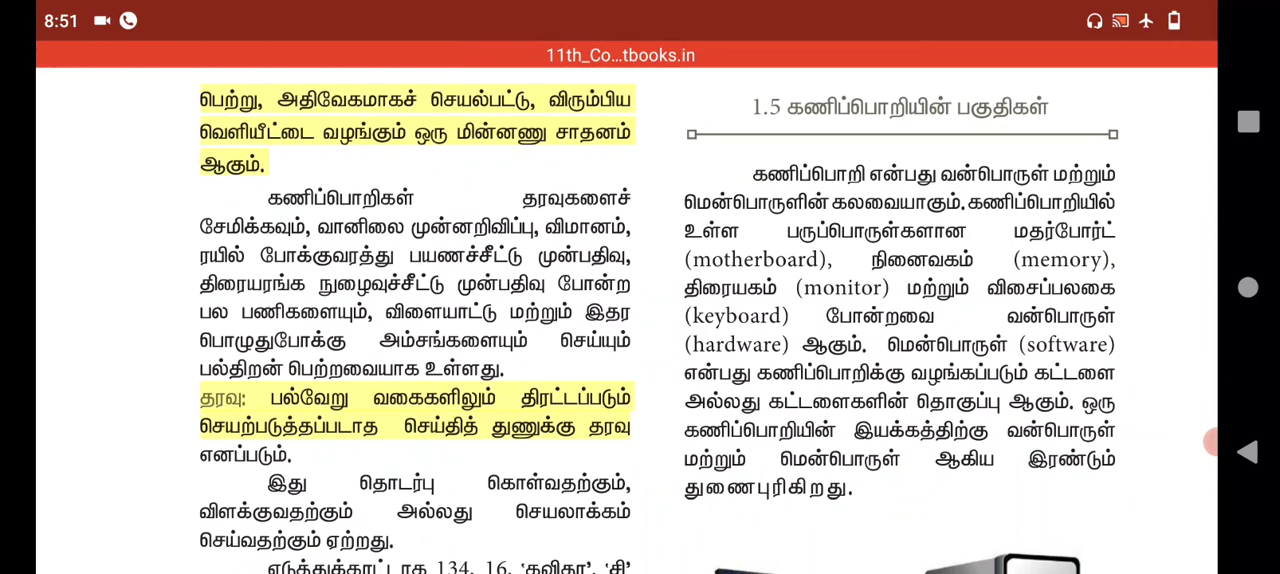 8:51
11th_Co...tbooks.in
பெற்று, அதிவேகமாகச் செயல்பட்டு, விரும்பிய
வெளியீட்டை வழங்கும் ஒரு மின்னணு சாதனம்
ஆகும்.
கணிப்பொறிகள் தரவுகளைச்
சேமிக்கவும், வானிலை முன்னறிவிப்பு, விமானம்,
ரயில் போக்குவரத்து பயணச்சீட்டு முன்பதிவு,
திரையரங்க நுழைவுச்சீட்டு முன்பதிவு போன்ற
பல பணிகளையும், விளையாட்டு மற்றும் இதர
பொழுதுபோக்கு அம்சங்களையும் செய்யும்
பல்திறன் பெற்றவையாக உள்ளது.
தரவு: பல்வேறு வகைகளிலும் திரட்டப்படும்
செயற்படுத்தப்படாத செய்தித் துணுக்கு தரவு
எனப்படும்.
இது தொடர்பு கொள்வதற்கும்,
விளக்குவதற்கும் அல்லது செயலாக்கம்
செய்வதற்கும் ஏற்றது.
எடுத்துக்காட்டாக 134, 16, 'கவிதா', 'சி'
1.5 கணிப்பொறியின் பகுதிகள்
கணிப்பொறி என்பது வன்பொருள் மற்றும்
மென்பொருளின் கலவையாகும். கணிப்பொறியில்
உள்ள பருப்பொருள்களான மதர்போர்ட்
(motherboard), நினைவகம் (memory),
திரையகம் (monitor) மற்றும் விசைப்பலகை
(keyboard) போன்றவை வன்பொருள்
(hardware) ஆகும். மென்பொருள் (software)
என்பது கணிப்பொறிக்கு வழங்கப்படும் கட்டளை
அல்லது கட்டளைகளின் தொகுப்பு ஆகும். ஒரு
கணிப்பொறியின் இயக்கத்திற்கு வன்பொருள்
மற்றும் மென்பொருள் ஆகிய இரண்டும்
துணைபுரிகிறது.